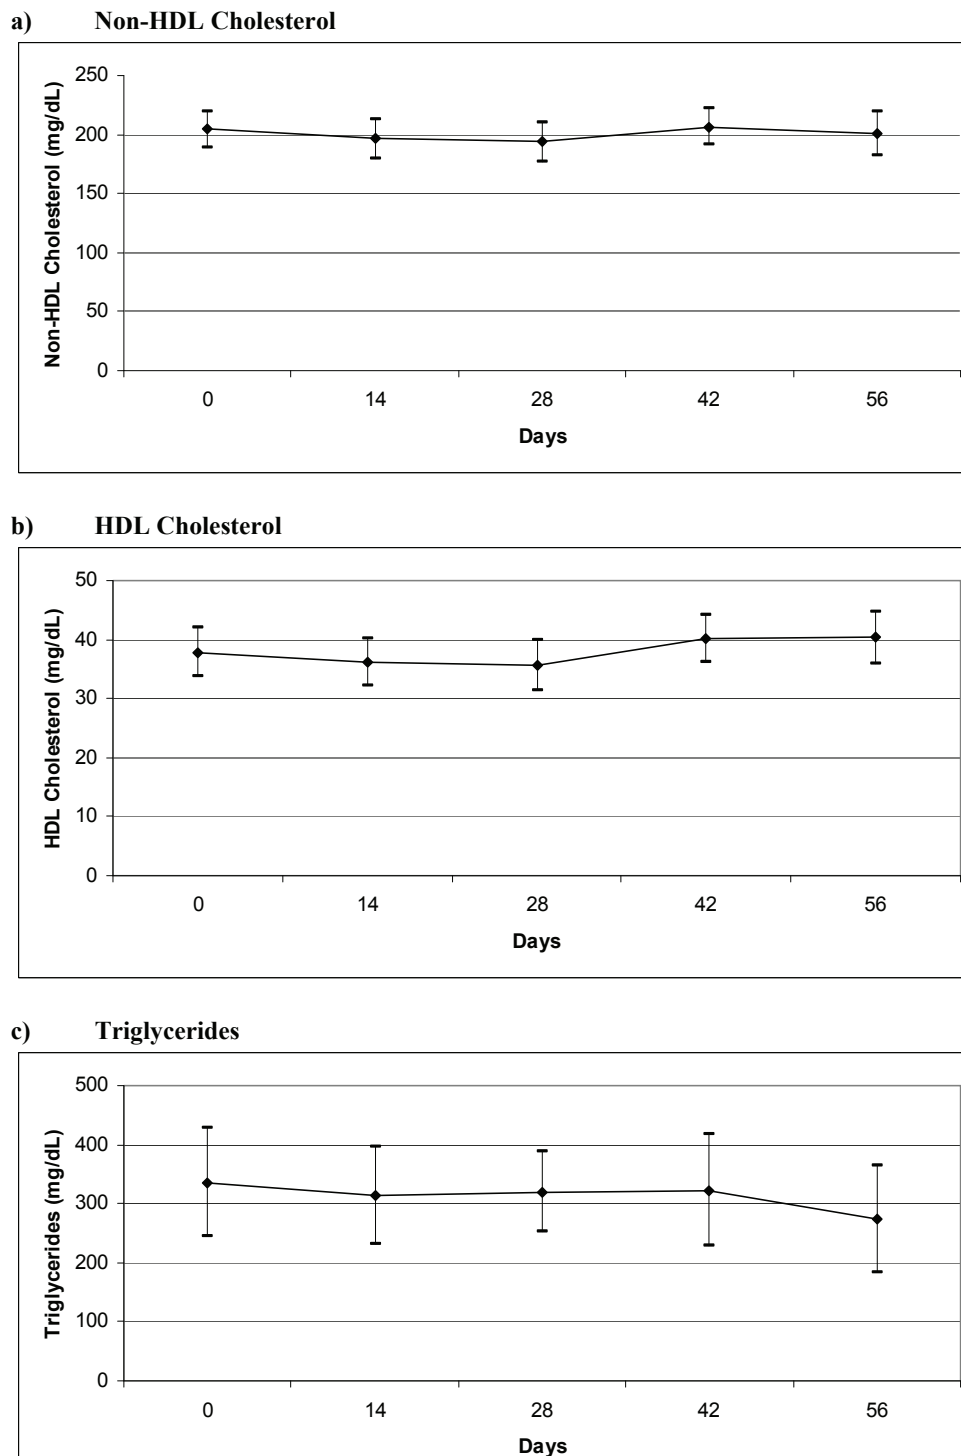 a) Non-HDL Cholesterol
250
200
150
100
50
0
Non-HDL Cholesterol (mg/dL)
0 14 28 42 56
Days
b) HDL Cholesterol
50
40
30
20
10
0
HDL Cholesterol (mg/dL)
0 14 28 42 56
Days
c) Triglycerides
500
400
300
200
100
0
Triglycerides (mg/dL)
0 14 28 42 56
Days